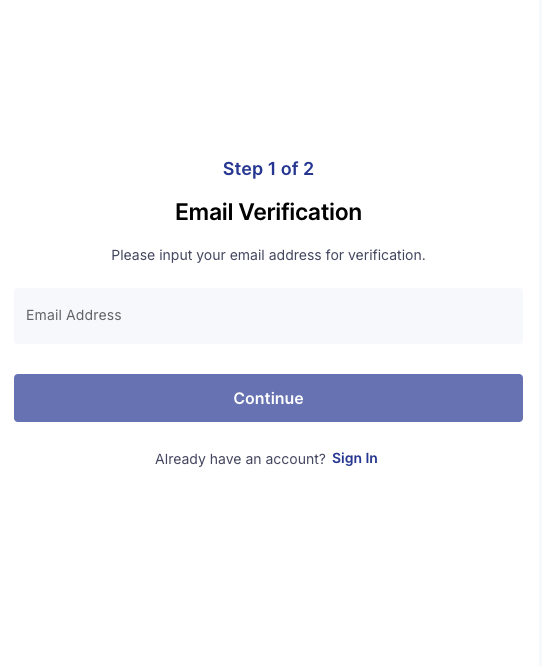 Step 1 of 2
Email Verification
Please input your email address for verification.
Email Address
Continue
Already have an account? Sign In